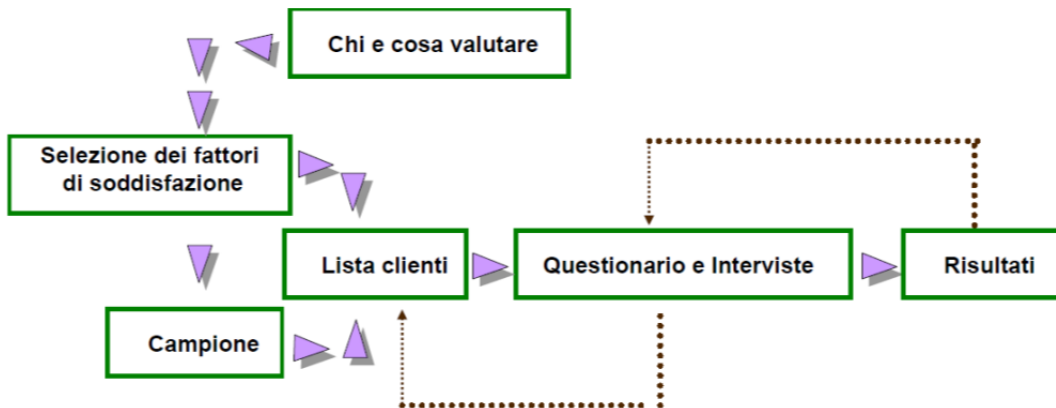 Chi e cosa valutare
Selezione dei fattori
di soddisfazione
Lista clienti
Questionario e Interviste
Risultati
Campione